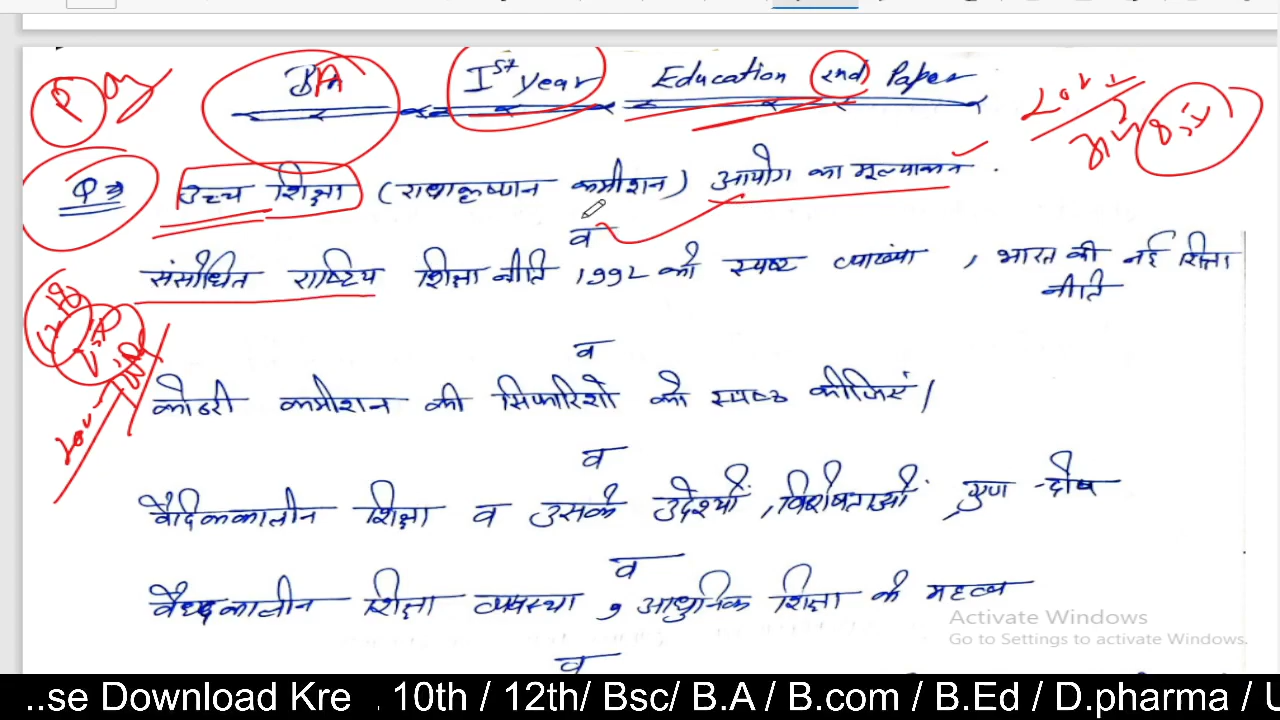 BA Ist year Education 2nd Paper
उच्च शिक्षा (राधाकृष्णन कमीशन) आयोग का मूल्याकन .
व
संसोधित राष्ट्रिय शिक्षा नीति 1992 की स्पष्ट व्याख्या , भारत की नई शिक्षा
नीति
व
कोठरी कमीशन की सिफारिशो को स्पष्ठ कीजिएं।
व
वैदिककालीन शिक्षा व उसके उदेश्यों , विशेषताओं , गुण -दोष
व
वैध्दकालीन शिक्षा व्यवस्था , आधुनिक शिक्षा के महत्व
व
Activate Windows
Go to Settings to activate Windows.
..se Download Kre . 10th / 12th/ Bsc/ B.A / B.com / B.Ed / D.pharma / U